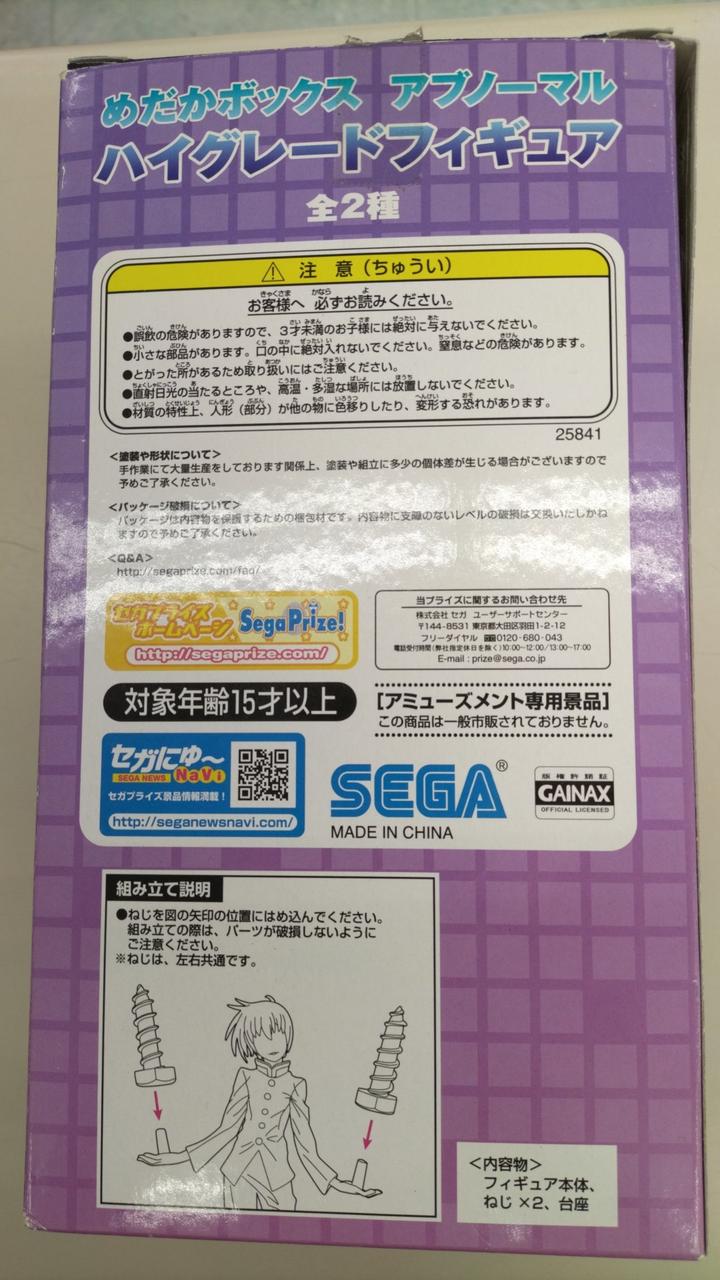 めだかボックス アブノーマル
ハイグレードフィギュア
全2種
⚠ 注 意（ちゅうい）
お客様へ 必ずお読みください。
●誤飲の危険がありますので、3才未満のお子様には絶対に与えないでください。
●小さな部品があります。口の中に絶対入れないでください。窒息などの危険があります。
●とがった所があるため取り扱いにはご注意ください。
●直射日光の当たるところや、高温・多湿な場所には放置しないでください。
●材質の特性上、人形（部分）が他の物に色移りしたり、変形する恐れがあります。
25841
<塗装や形状について>
手作業にて大量生産をしております関係上、塗装や組立に多少の個体差が生じる場合がございますので
予めご了承ください。
<パッケージ破損について>
パッケージは内容物を保護するための梱包材です。内容物に支障のないレベルの破損は交換いたしかね
ますので予めご了承ください。
<Q&A>
http://segaprize.com/faq/
セガプライズ
ホームページ SegaPrize!
http://segaprize.com/
当プライズに関するお問い合わせ先
株式会社 セガ ユーザーサポートセンター
〒144-8531 東京都大田区羽田1-2-12
フリーダイヤル 0120-680-043
電話受付時間（弊社指定休日を除く）10:00~12:00/13:00~17:00
E-mail : prize@sega.co.jp
対象年齢15才以上
[アミューズメント専用景品]
この商品は一般市販されておりません。
セガにゅ〜
SEGA NEWS NaVi
セガプライズ景品情報満載！
http://seganewsnavi.com/
SEGA®
MADE IN CHINA
版権許諾証
GAINAX
OFFICIAL LICENSED
組み立て説明
●ねじを図の矢印の位置にはめ込んでください。
組み立ての際は、パーツが破損しないように
ご注意ください。
※ねじは、左右共通です。
<内容物>
フィギュア本体、
ねじ×2、台座